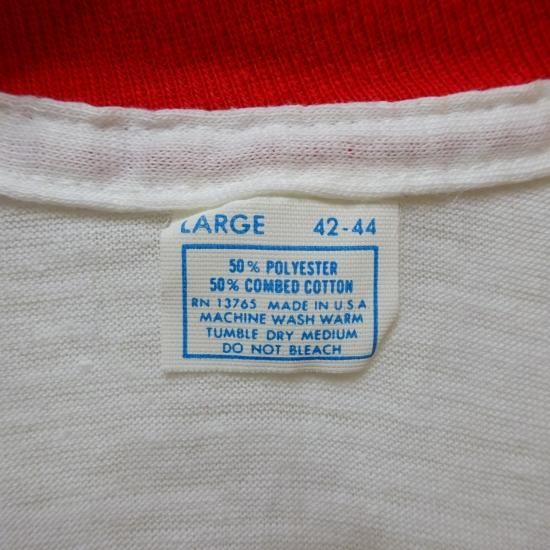 LARGE 42-44
50% POLYESTER
50% COMBED COTTON
RN 13765 MADE IN U.S.A
MACHINE WASH WARM
TUMBLE DRY MEDIUM
DO NOT BLEACH